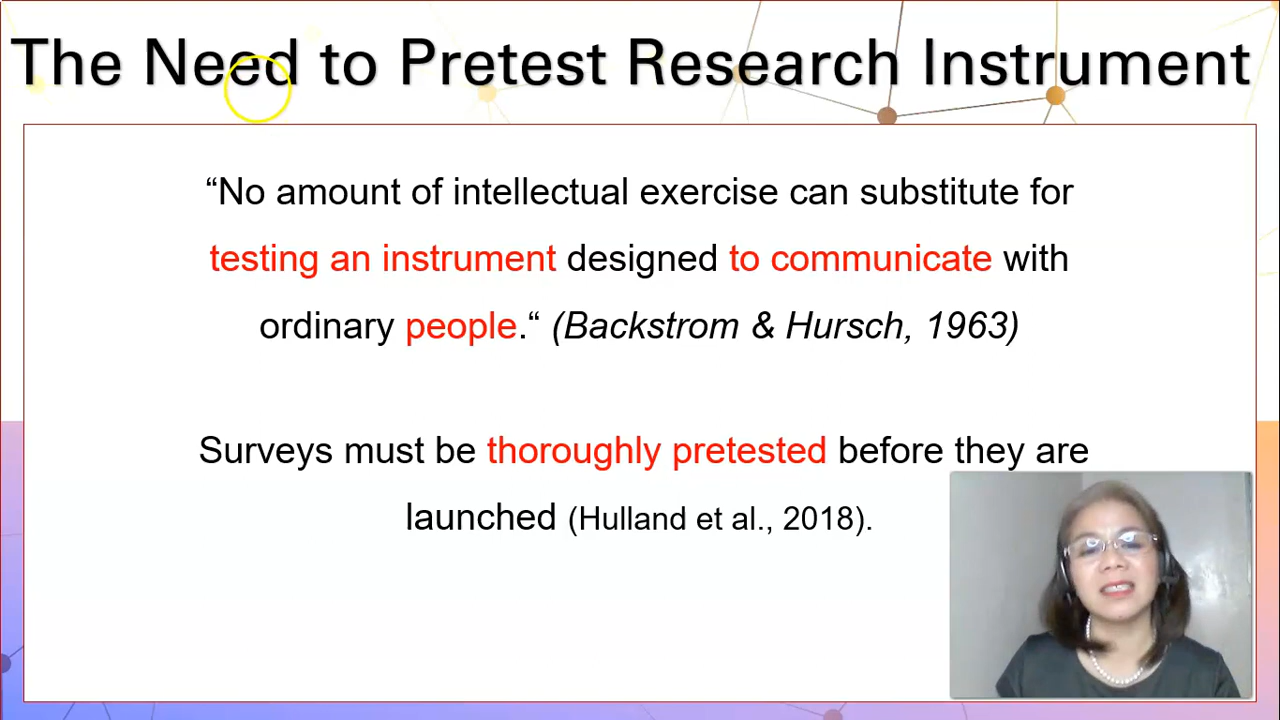 The Need to Pretest Research Instrument
“No amount of intellectual exercise can substitute for
testing an instrument designed to communicate with
ordinary people.“ (Backstrom & Hursch, 1963)
Surveys must be thoroughly pretested before they are
launched (Hulland et al., 2018).